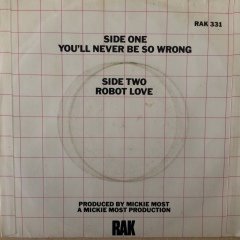 RAK 331
SIDE ONE
YOU'LL NEVER BE SO WRONG
SIDE TWO
ROBOT LOVE
PRODUCED BY MICKIE MOST
A MICKIE MOST PRODUCTION
RAK